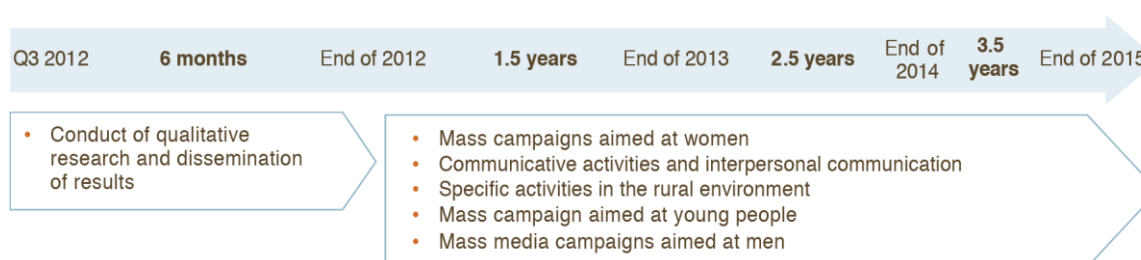 Q3 2012 6 months End of 2012 1.5 years End of 2013 2.5 years End of 2014 3.5 years End of 2015
• Conduct of qualitative
research and dissemination
of results
• Mass campaigns aimed at women
• Communicative activities and interpersonal communication
• Specific activities in the rural environment
• Mass campaign aimed at young people
• Mass media campaigns aimed at men